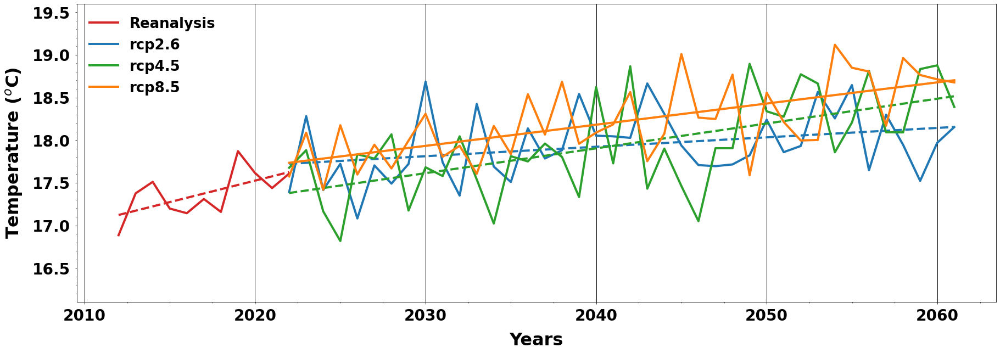 Reanalysis
rcp2.6
rcp4.5
rcp8.5
19.5
19.0
18.5
18.0
17.5
17.0
16.5
Temperature (°C)
2010 2020 2030 2040 2050 2060
Years